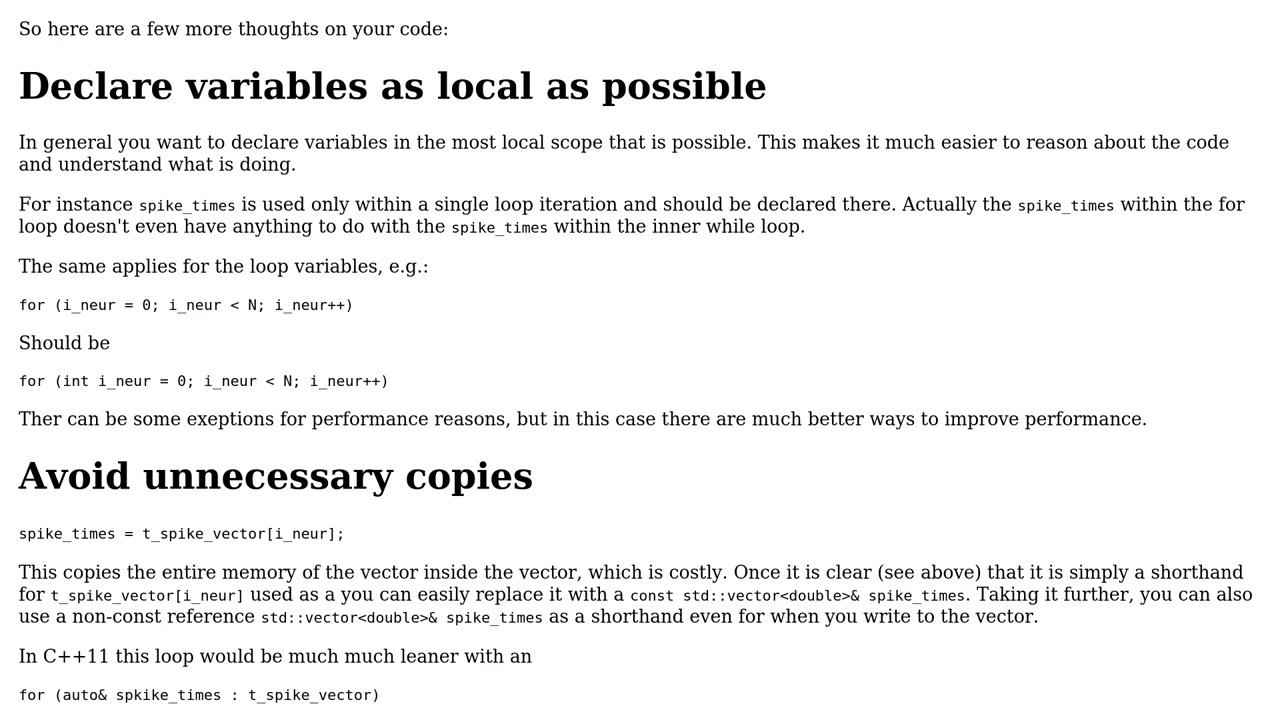 So here are a few more thoughts on your code:
Declare variables as local as possible
In general you want to declare variables in the most local scope that is possible. This makes it much easier to reason about the code
and understand what is doing.
For instance spike_times is used only within a single loop iteration and should be declared there. Actually the spike_times within the for
loop doesn't even have anything to do with the spike_times within the inner while loop.
The same applies for the loop variables, e.g.:
for (i_neur = 0; i_neur < N; i_neur++)
Should be
for (int i_neur = 0; i_neur < N; i_neur++)
Ther can be some exeptions for performance reasons, but in this case there are much better ways to improve performance.
Avoid unnecessary copies
spike_times = t_spike_vector[i_neur];
This copies the entire memory of the vector inside the vector, which is costly. Once it is clear (see above) that it is simply a shorthand
for t_spike_vector[i_neur] used as a you can easily replace it with a const std::vector<double>& spike_times. Taking it further, you can also
use a non-const reference std::vector<double>& spike_times as a shorthand even for when you write to the vector.
In C++11 this loop would be much much leaner with an
for (auto& spkike_times : t_spike_vector)